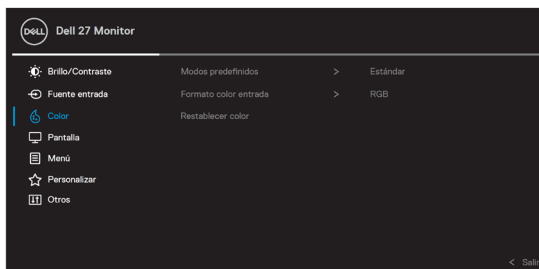 DELL Dell 27 Monitor
Brillo/Contraste Modos predefinidos > Estándar
Fuente entrada Formato color entrada > RGB
Color Restablecer color
Pantalla
Menú
Personalizar
Otros
< Salir